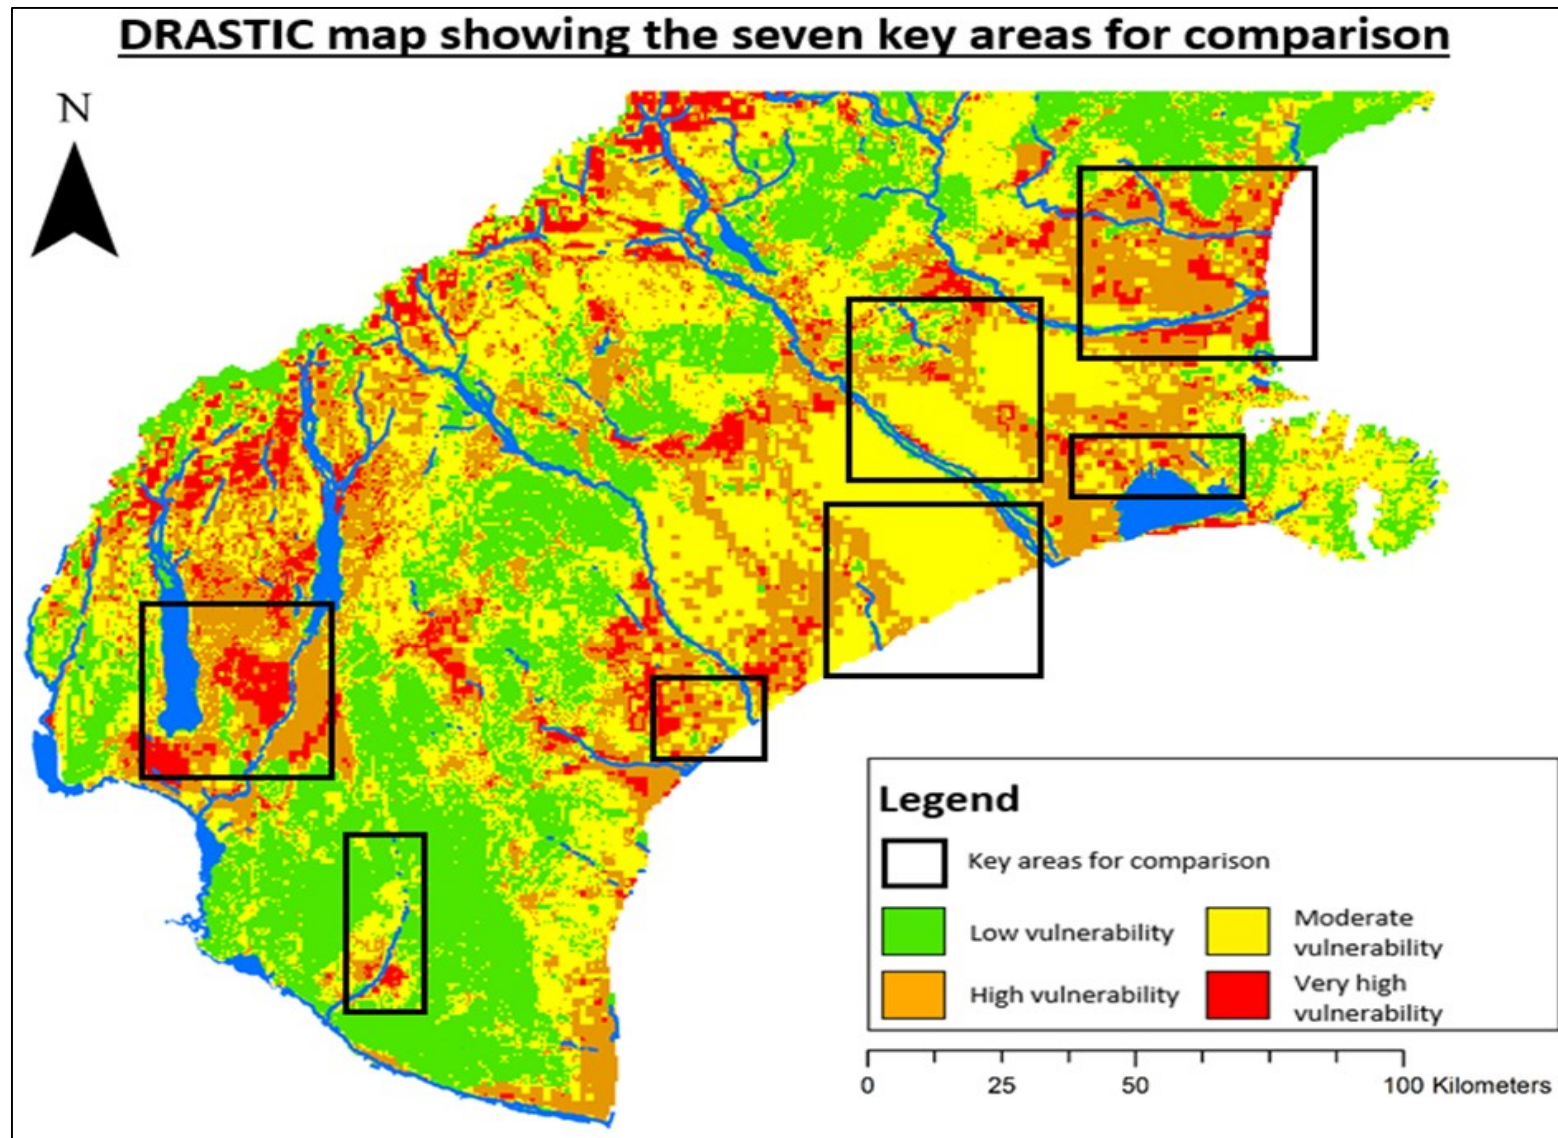 DRASTIC map showing the seven key areas for comparison
N
Legend
Key areas for comparison
Low vulnerability
Moderate
vulnerability
High vulnerability
Very high
vulnerability
0 25 50 100 Kilometers